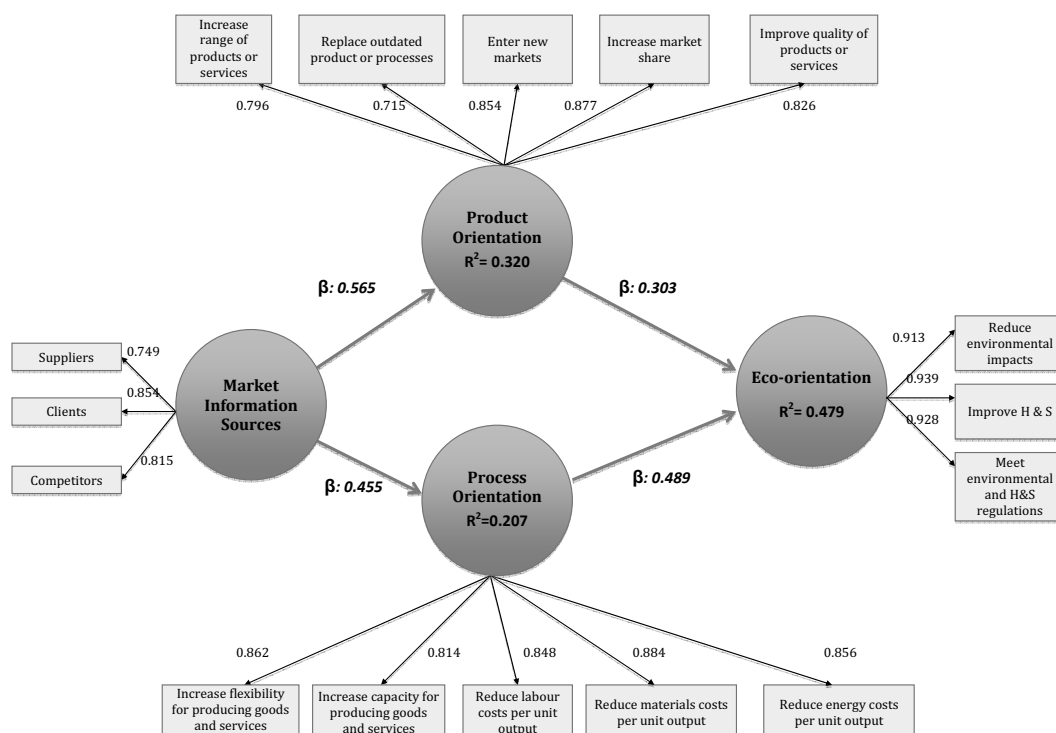 Increase
range of
products or
services
Replace outdated
product or processes
Enter new
markets
Increase market
share
Improve quality of
products or
services
0.796
0.715
0.854
0.877
0.826
Product
Orientation
R²= 0.320
β: 0.565
β: 0.303
Suppliers
Clients
Competitors
0.749
0.854
0.815
Market
Information
Sources
Eco-orientation
R²= 0.479
0.913
0.939
0.928
Reduce
environmental
impacts
Improve H & S
Meet
environmental
and H&S
regulations
β: 0.455
β: 0.489
Process
Orientation
R²=0.207
0.862
0.814
0.848
0.884
0.856
Increase flexibility
for producing goods
and services
Increase capacity for
producing goods
and services
Reduce labour
costs per unit
output
Reduce materials costs
per unit output
Reduce energy costs
per unit output